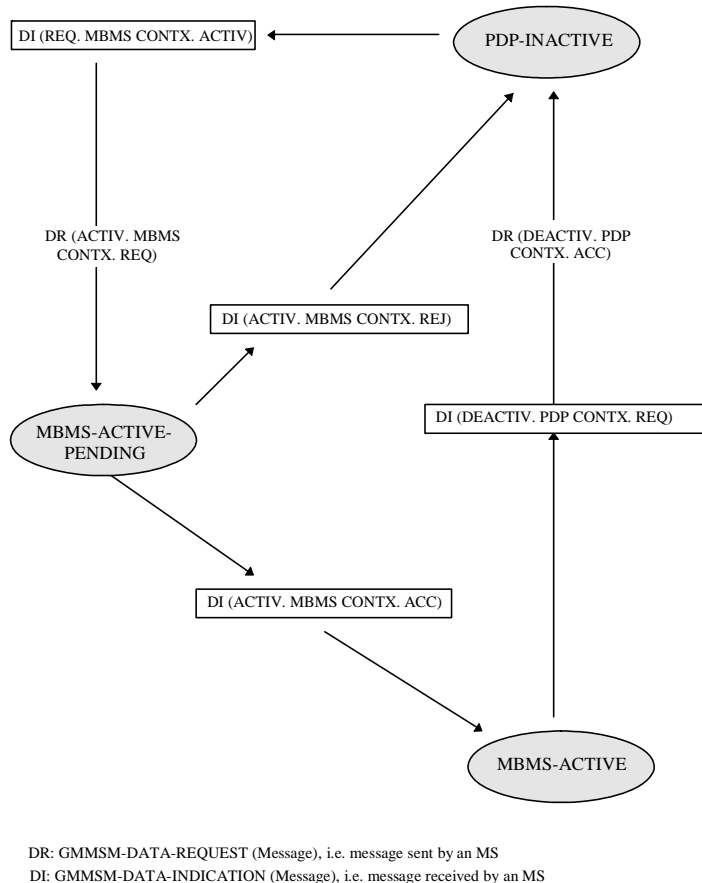 DI (REQ. MBMS CONTX. ACTIV)
PDP-INACTIVE
DR (ACTIV. MBMS
CONTX. REQ)
DR (DEACTIV. PDP
CONTX. ACC)
DI (ACTIV. MBMS CONTX. REJ)
MBMS-ACTIVE-
PENDING
DI (DEACTIV. PDP CONTX. REQ)
DI (ACTIV. MBMS CONTX. ACC)
MBMS-ACTIVE
DR: GMMSM-DATA-REQUEST (Message), i.e. message sent by an MS
DI: GMMSM-DATA-INDICATION (Message), i.e. message received by an MS